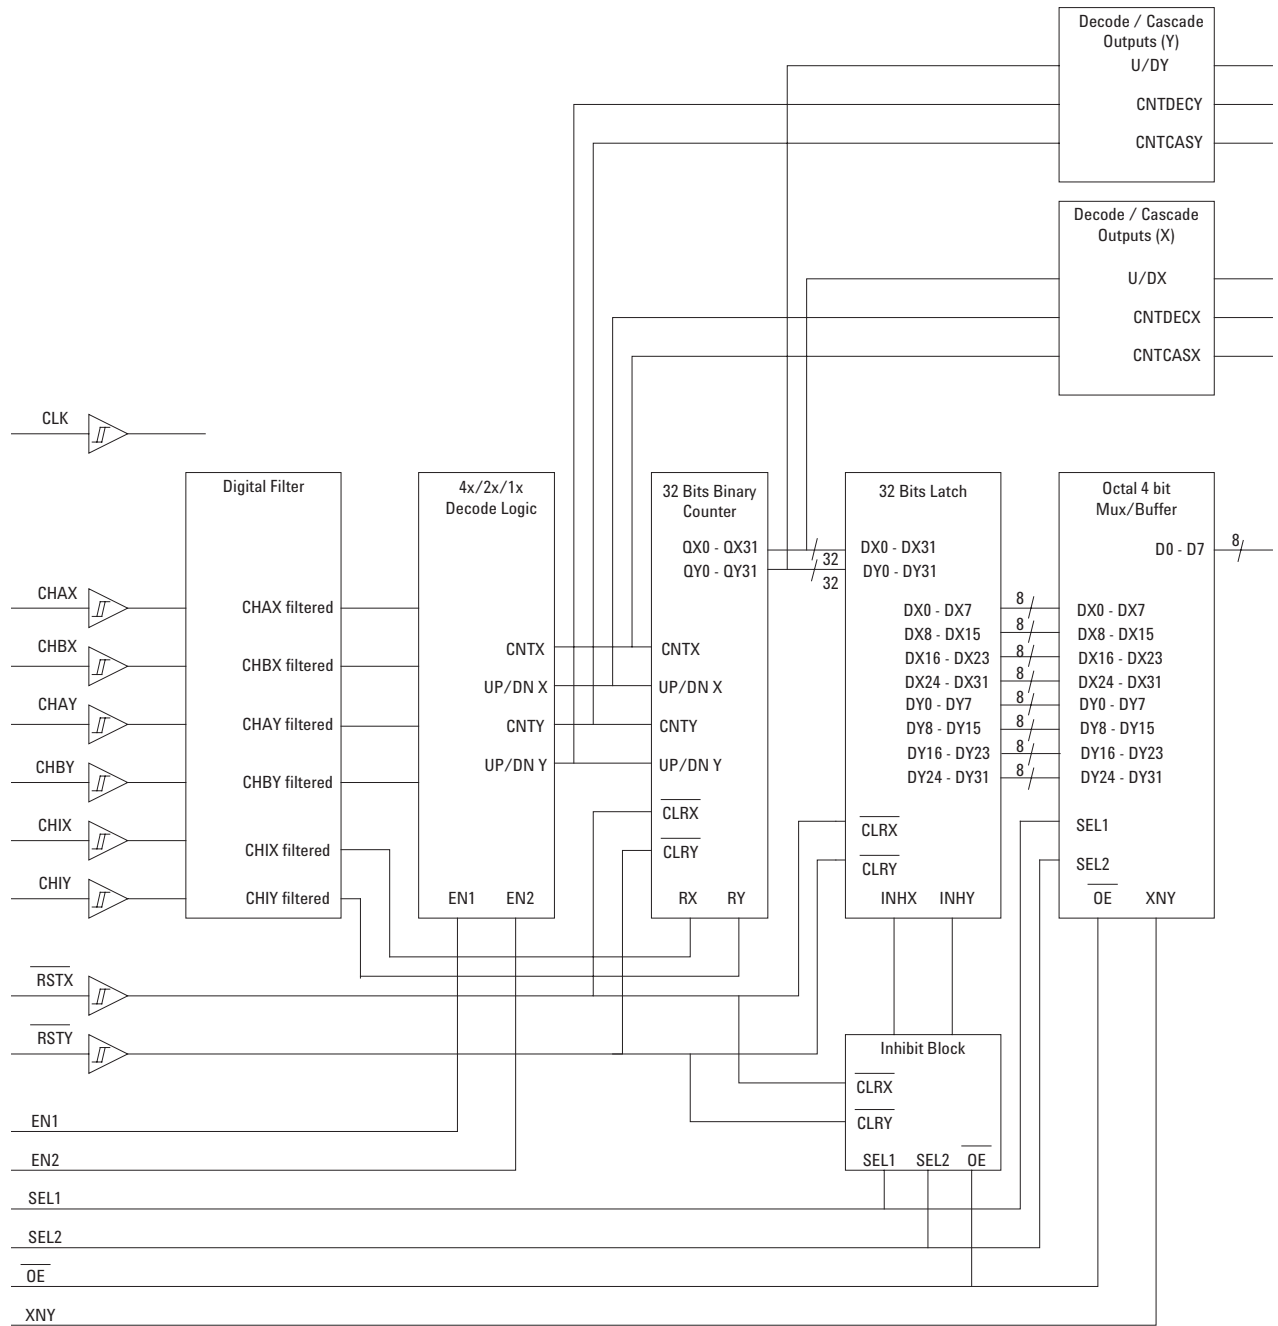 Decode / Cascade
Outputs (Y)
U/DY
CNTDECY
CNTCASY
Decode / Cascade
Outputs (X)
U/DX
CNTDECX
CNTCASX
CLK
CHAX
CHBX
CHAY
CHBY
CHIX
CHIY
RSTX
RSTY
Digital Filter
CHAX filtered
CHBX filtered
CHAY filtered
CHBY filtered
CHIX filtered
CHIY filtered
4x/2x/1x
Decode Logic
CNTX
UP/DN X
CNTY
UP/DN Y
EN1 EN2
32 Bits Binary
Counter
QX0 - QX31
QY0 - QY31
CNTX
UP/DN X
CNTY
UP/DN Y
CLRX
CLRY
RX RY
32
32
32 Bits Latch
DX0 - DX31
DY0 - DY31
DX0 - DX7
DX8 - DX15
DX16 - DX23
DX24 - DX31
DY0 - DY7
DY8 - DY15
DY16 - DY23
DY24 - DY31
CLRX
CLRY
INHX INHY
8
8
8
8
8
8
8
8
Octal 4 bit
Mux/Buffer
D0 - D7
8
DX0 - DX7
DX8 - DX15
DX16 - DX23
DX24 - DX31
DY0 - DY7
DY8 - DY15
DY16 - DY23
DY24 - DY31
SEL1
SEL2
OE XNY
Inhibit Block
CLRX
CLRY
SEL1 SEL2 OE
EN1
EN2
SEL1
SEL2
OE
XNY